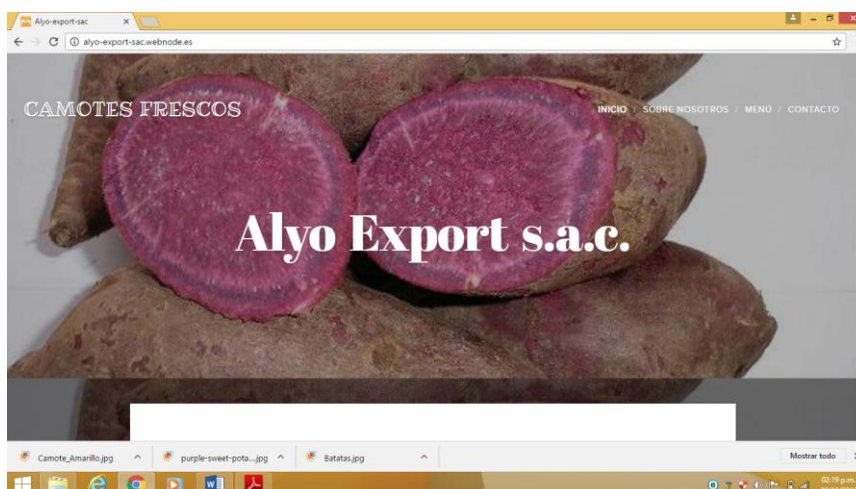 Alyo-export-sac
alyo-export-sac.webnode.es
CAMOTES FRESCOS
INICIO / SOBRE NOSOTROS / MENÚ / CONTACTO
Alyo Export s.a.c.
Camote_Amarillo.jpg
purple-sweet-pota....jpg
Batatas.jpg
Mostrar todo
02:19 p.m.